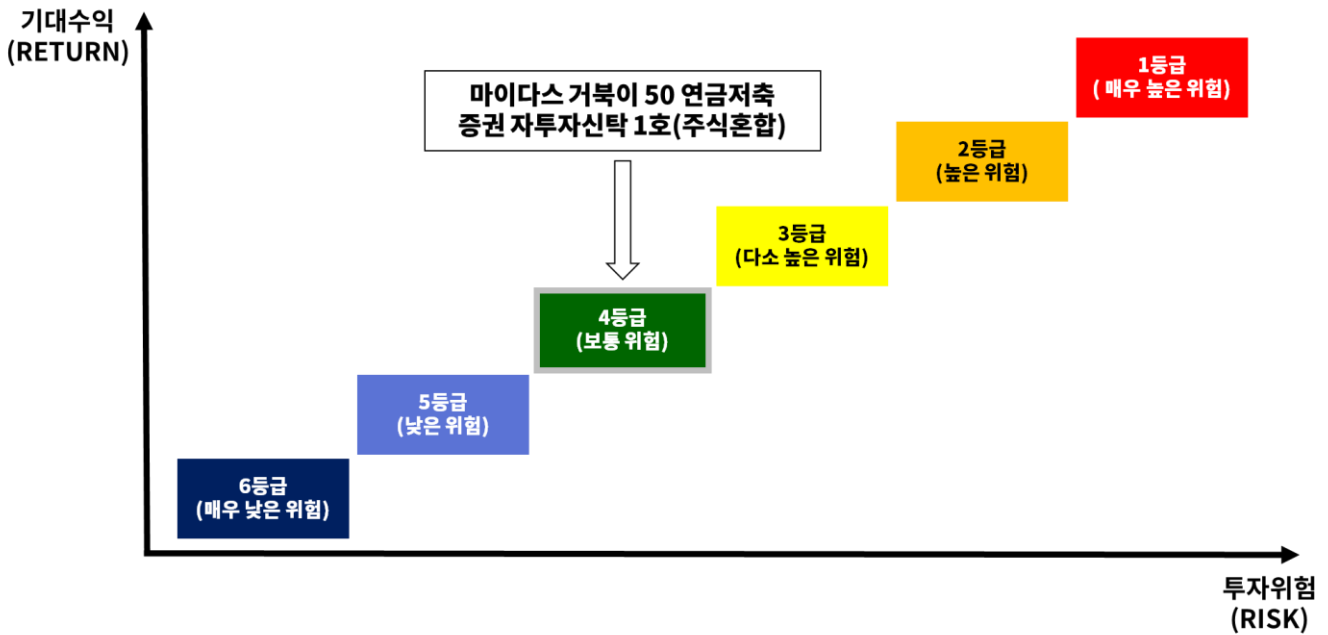 기대수익
(RETURN)
마이다스 거북이 50 연금저축
증권 자투자신탁 1호(주식혼합)
1등급
( 매우 높은 위험)
2등급
(높은 위험)
3등급
(다소 높은 위험)
4등급
(보통 위험)
5등급
(낮은 위험)
6등급
(매우 낮은 위험)
투자위험
(RISK)